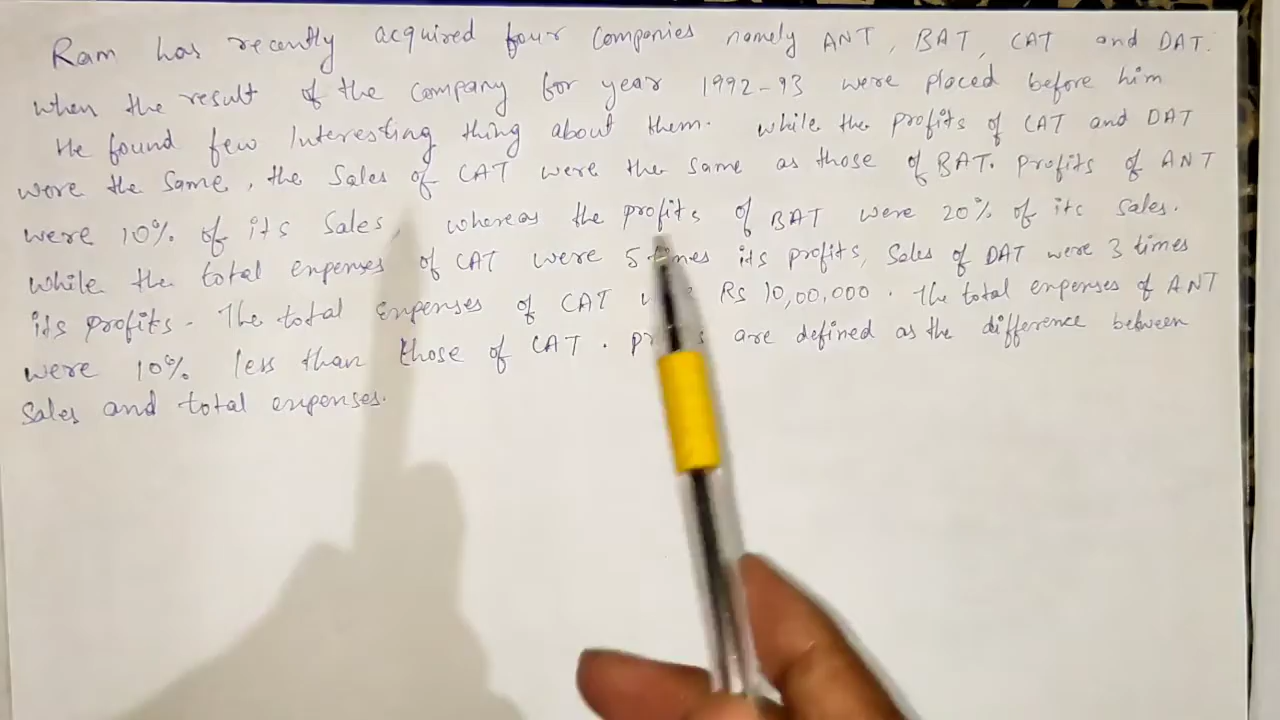 Ram has recently acquired four Companies namely ANT, BAT, CAT and DAT.
when the result of the Company for year 1992-93 were placed before him
He found few Interesting thing about them. while the profits of CAT and DAT
were the same, the Sales of CAT were the same as those of BAT. profits of ANT
were 10% of its Sales, whereas the profits of BAT were 20% of its sales.
while the total expenses of CAT were 5 times its profits, Sales of DAT were 3 times
its profits. The total Expenses of CAT Rs 10,00,000. The total expenses of ANT
were 10% less than those of CAT. are defined as the difference between
Sales and total expenses.